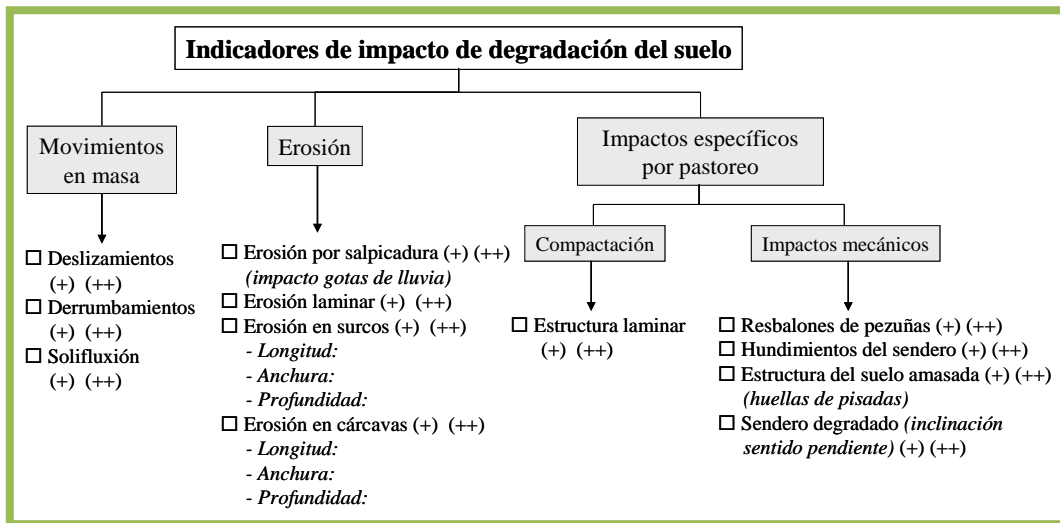 Indicadores de impacto de degradación del suelo
Movimientos
en masa
☐ Deslizamientos
(+) (++)
☐ Derrumbamientos
(+) (++)
☐ Solifluxión
(+) (++)
Erosión
☐ Erosión por salpicadura (+) (++)
(impacto gotas de lluvia)
☐ Erosión laminar (+) (++)
☐ Erosión en surcos (+) (++)
- Longitud:
- Anchura:
- Profundidad:
☐ Erosión en cárcavas (+) (++)
- Longitud:
- Anchura:
- Profundidad:
Impactos específicos
por pastoreo
Compactación
☐ Estructura laminar
(+) (++)
Impactos mecánicos
☐ Resbalones de pezuñas (+) (++)
☐ Hundimientos del sendero (+) (++)
☐ Estructura del suelo amasada (+) (++)
(huellas de pisadas)
☐ Sendero degradado (inclinación
sentido pendiente) (+) (++)